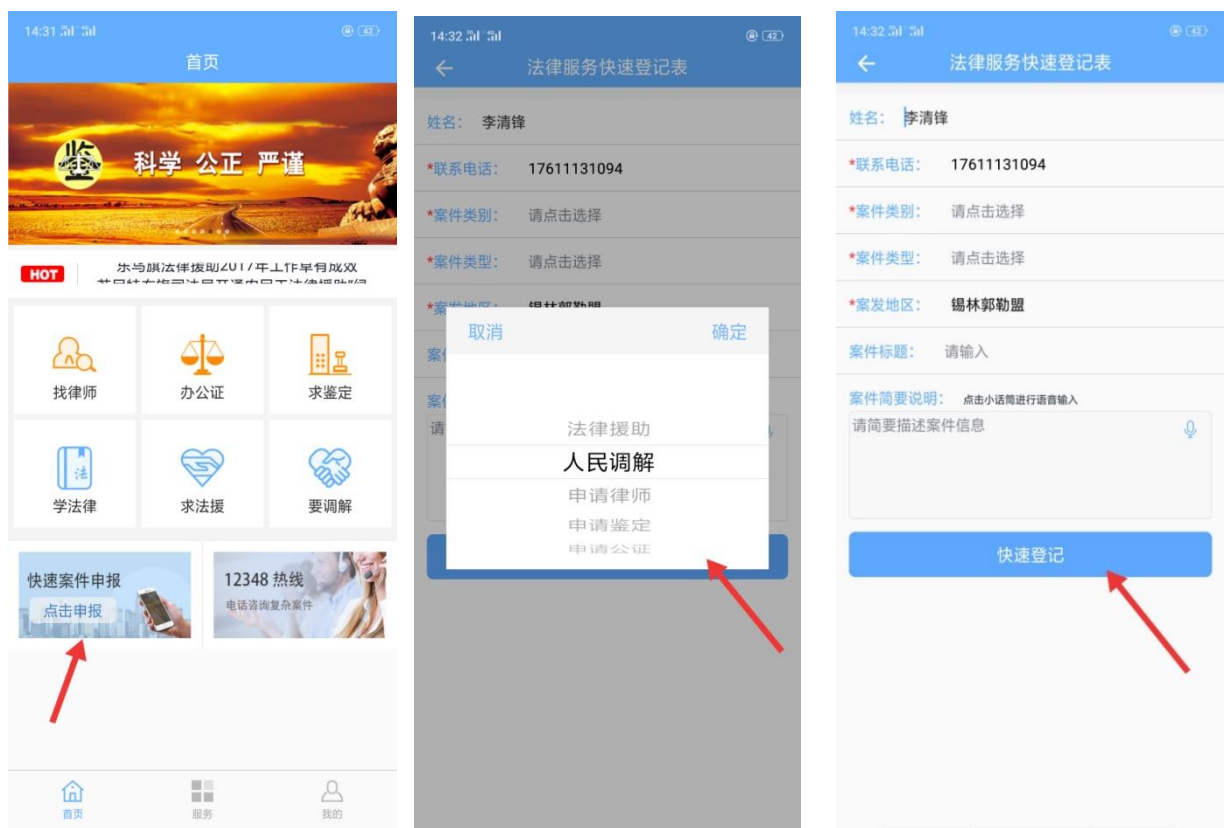 14:31
42
首页
鉴
科学 公正 严谨
HOT
找律师
办公证
求鉴定
法
学法律
求法援
要调解
快速案件申报
点击申报
12348 热线
电话咨询复杂案件
首页
服务
我的
14:32
42
法律服务快速登记表
姓名： 李清锋
*联系电话： 17611131094
*案件类别： 请点击选择
*案件类型： 请点击选择
取消
确定
法律援助
人民调解
申请律师
申请鉴定
申请公证
14:32
42
法律服务快速登记表
姓名： 李清锋
*联系电话： 17611131094
*案件类别： 请点击选择
*案件类型： 请点击选择
*案发地区： 锡林郭勒盟
案件标题： 请输入
案件简要说明： 点击小话筒进行语音输入
请简要描述案件信息
快速登记